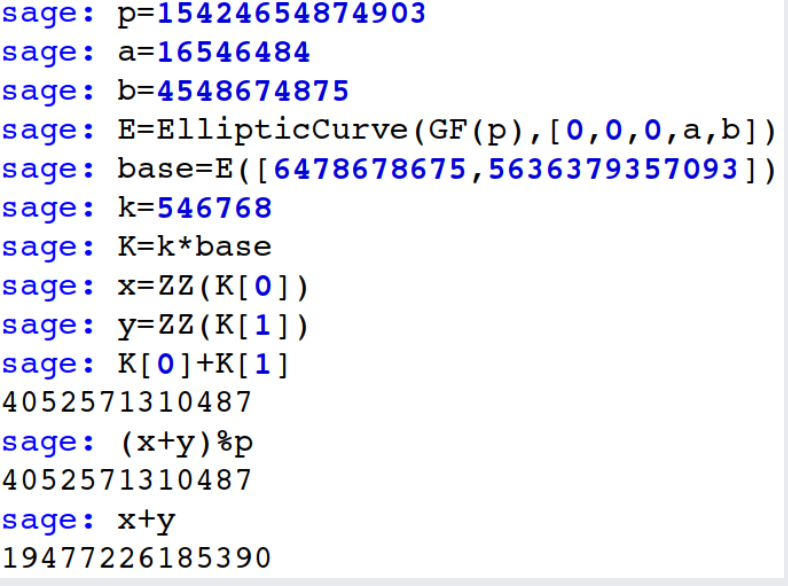 sage: p=15424654874903
sage: a=16546484
sage: b=4548674875
sage: E=EllipticCurve(GF(p),[0,0,0,a,b])
sage: base=E([6478678675,5636379357093])
sage: k=546768
sage: K=k*base
sage: x=ZZ(K[0])
sage: y=ZZ(K[1])
sage: K[0]+K[1]
4052571310487
sage: (x+y)%p
4052571310487
sage: x+y
19477226185390